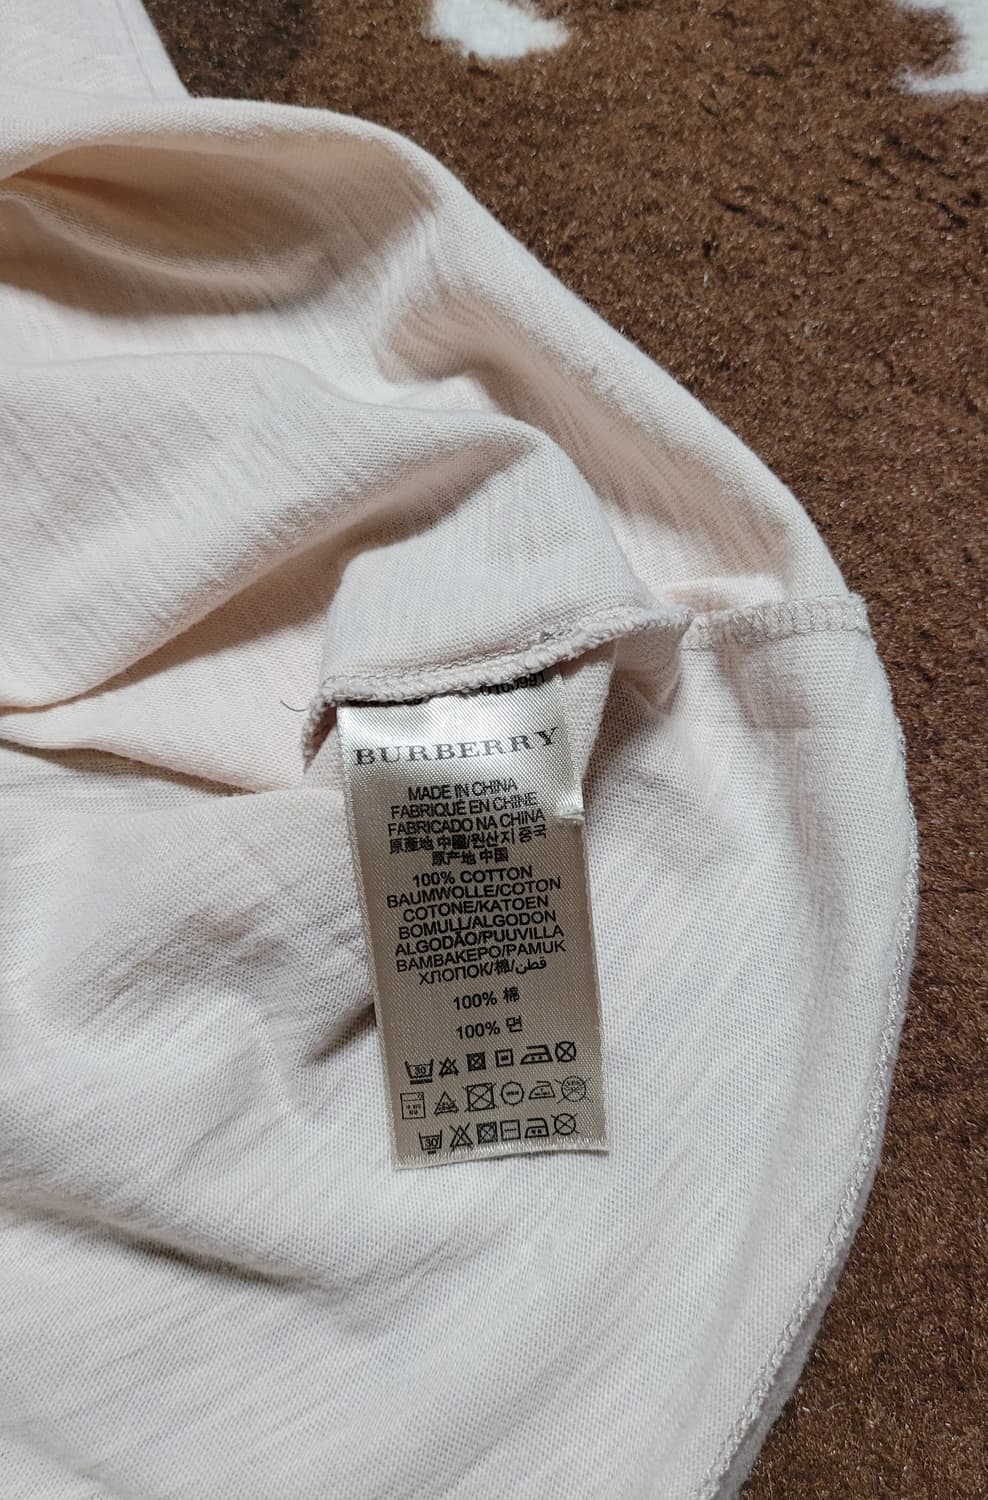 BURBERRY
MADE IN CHINA
FABRIQUÉ EN CHINE
FABRICADO NA CHINA
原產地 中國/원산지 중국
原产地 中国
100% COTTON
BAUMWOLLE/COTON
COTONE/KATOEN
BOMULL/ALGODON
ALGODÃO/PUUVILLA
BAMBAKEPO/PAMUK
ХЛОПОК/棉/قطن
100% 棉
100% 면
30
30